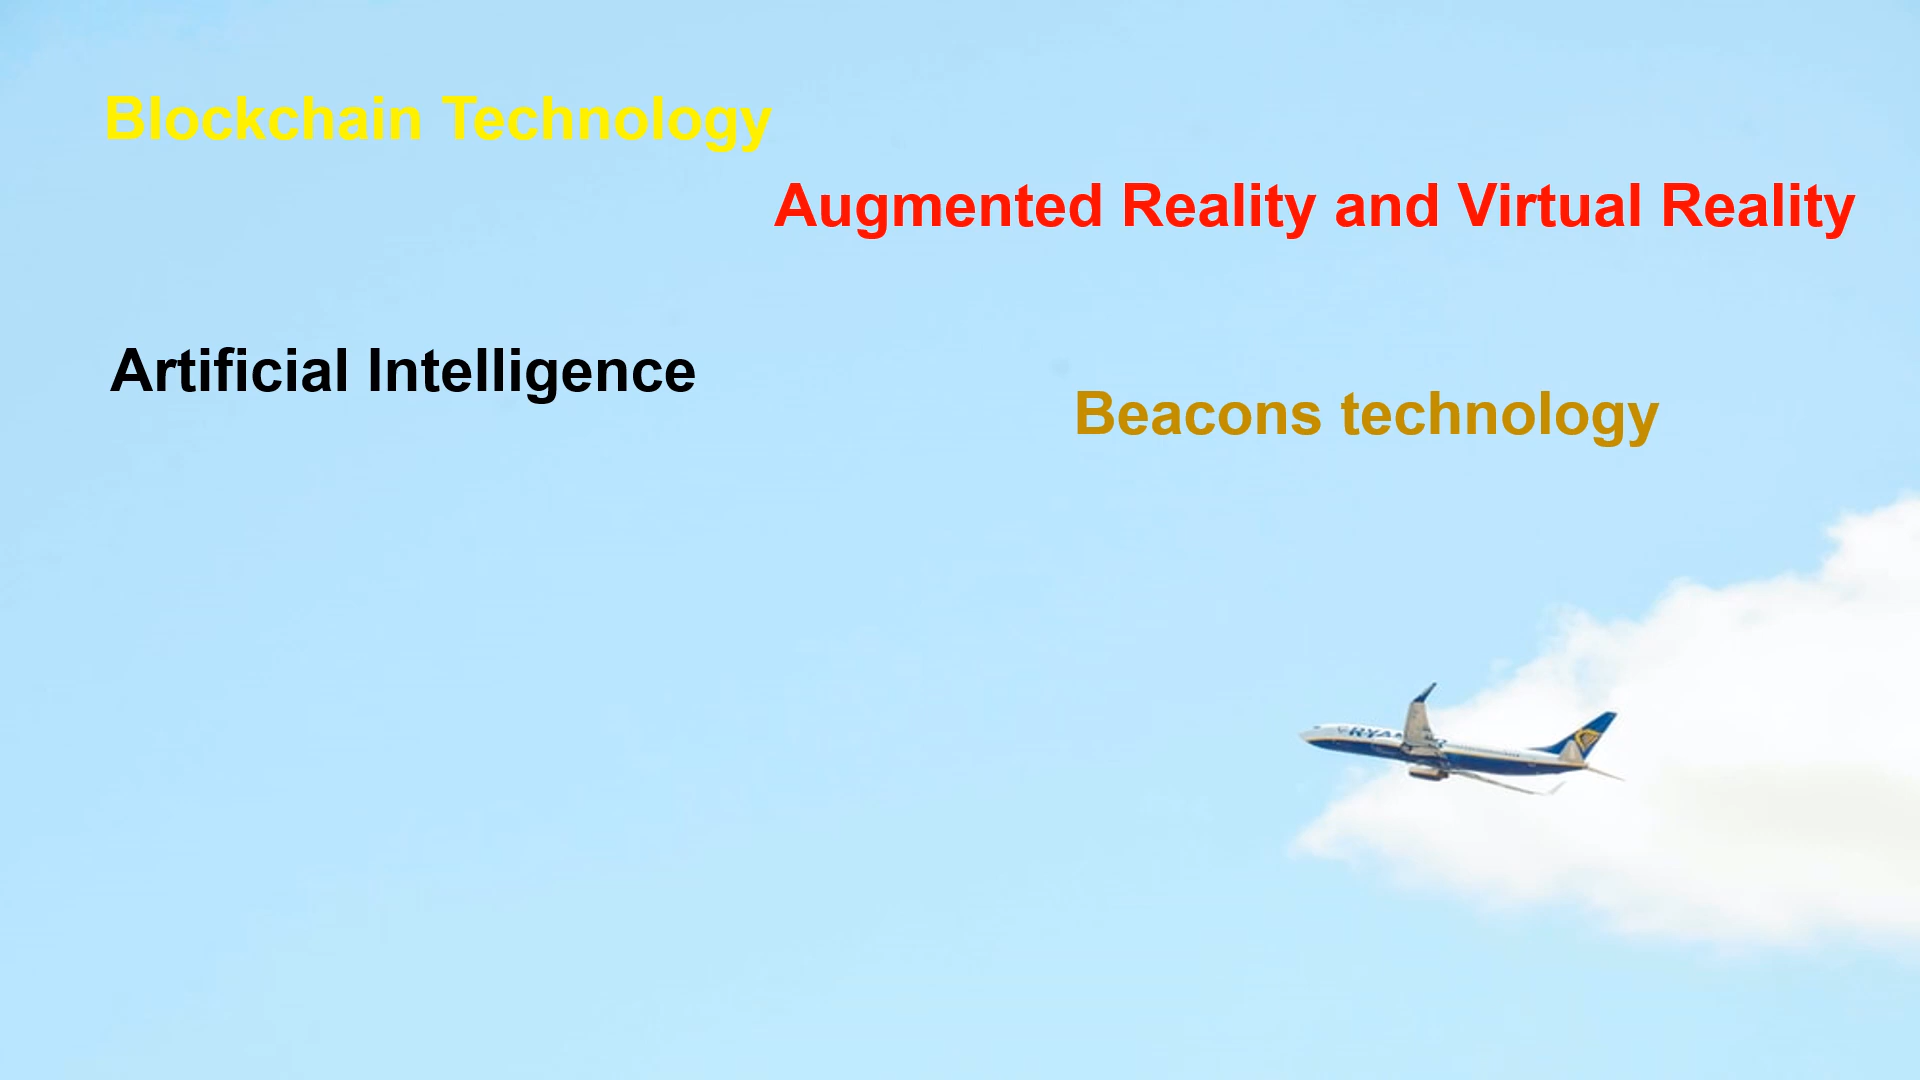 Blockchain Technology
Augmented Reality and Virtual Reality
Artificial Intelligence
Beacons technology